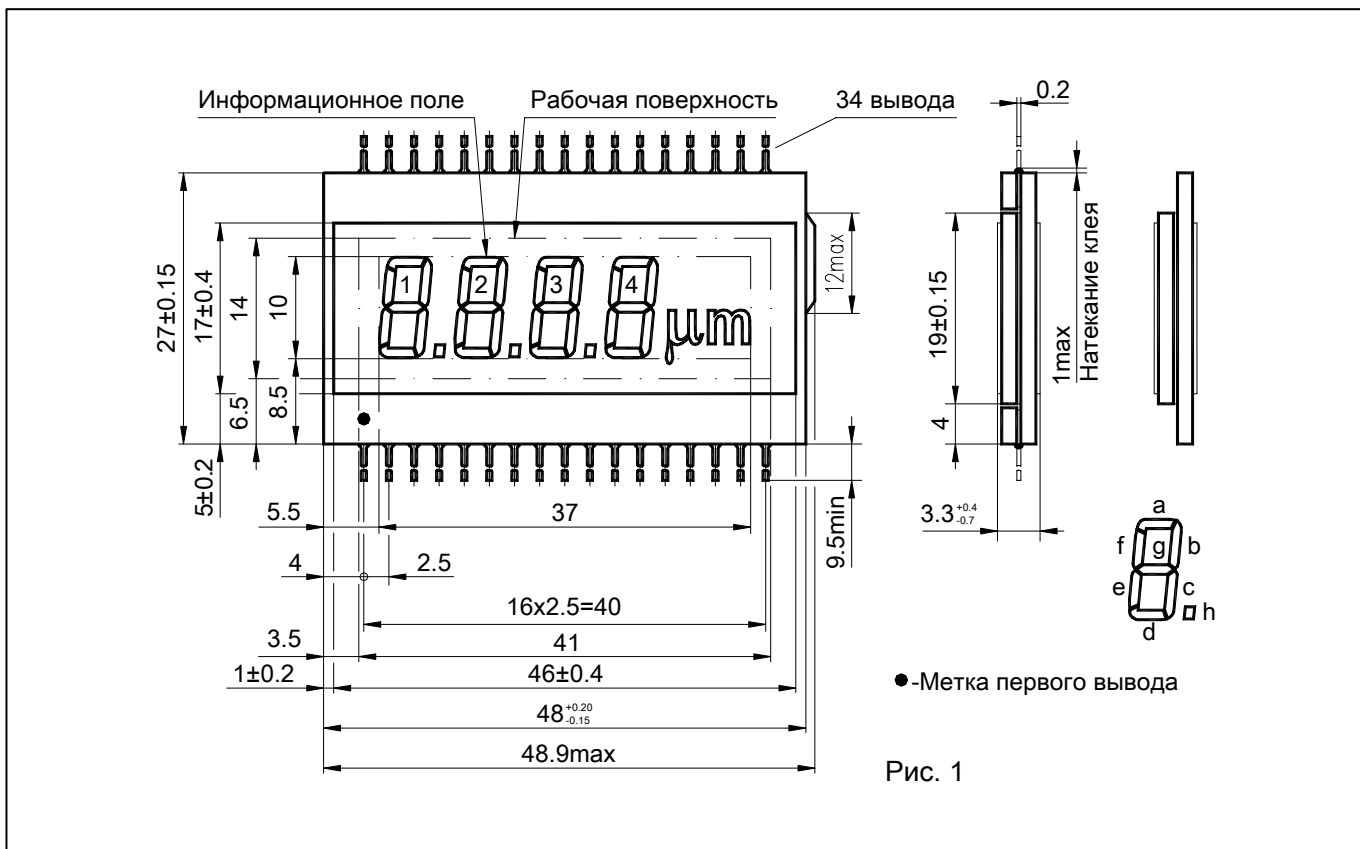 Информационное поле
Рабочая поверхность
34 вывода
0.2
27±0.15
17±0.4
14
10
6.5
8.5
5±0.2
1
2
3
4
μm
12max
19±0.15
4
1max
Натекание клея
5.5
37
9.5min
3.3 +0.4 -0.7
4
2.5
16x2.5=40
3.5
41
1±0.2
46±0.4
48 +0.20 -0.15
48.9max
a
f
g
b
e
c
h
d
-Метка первого вывода
Рис. 1